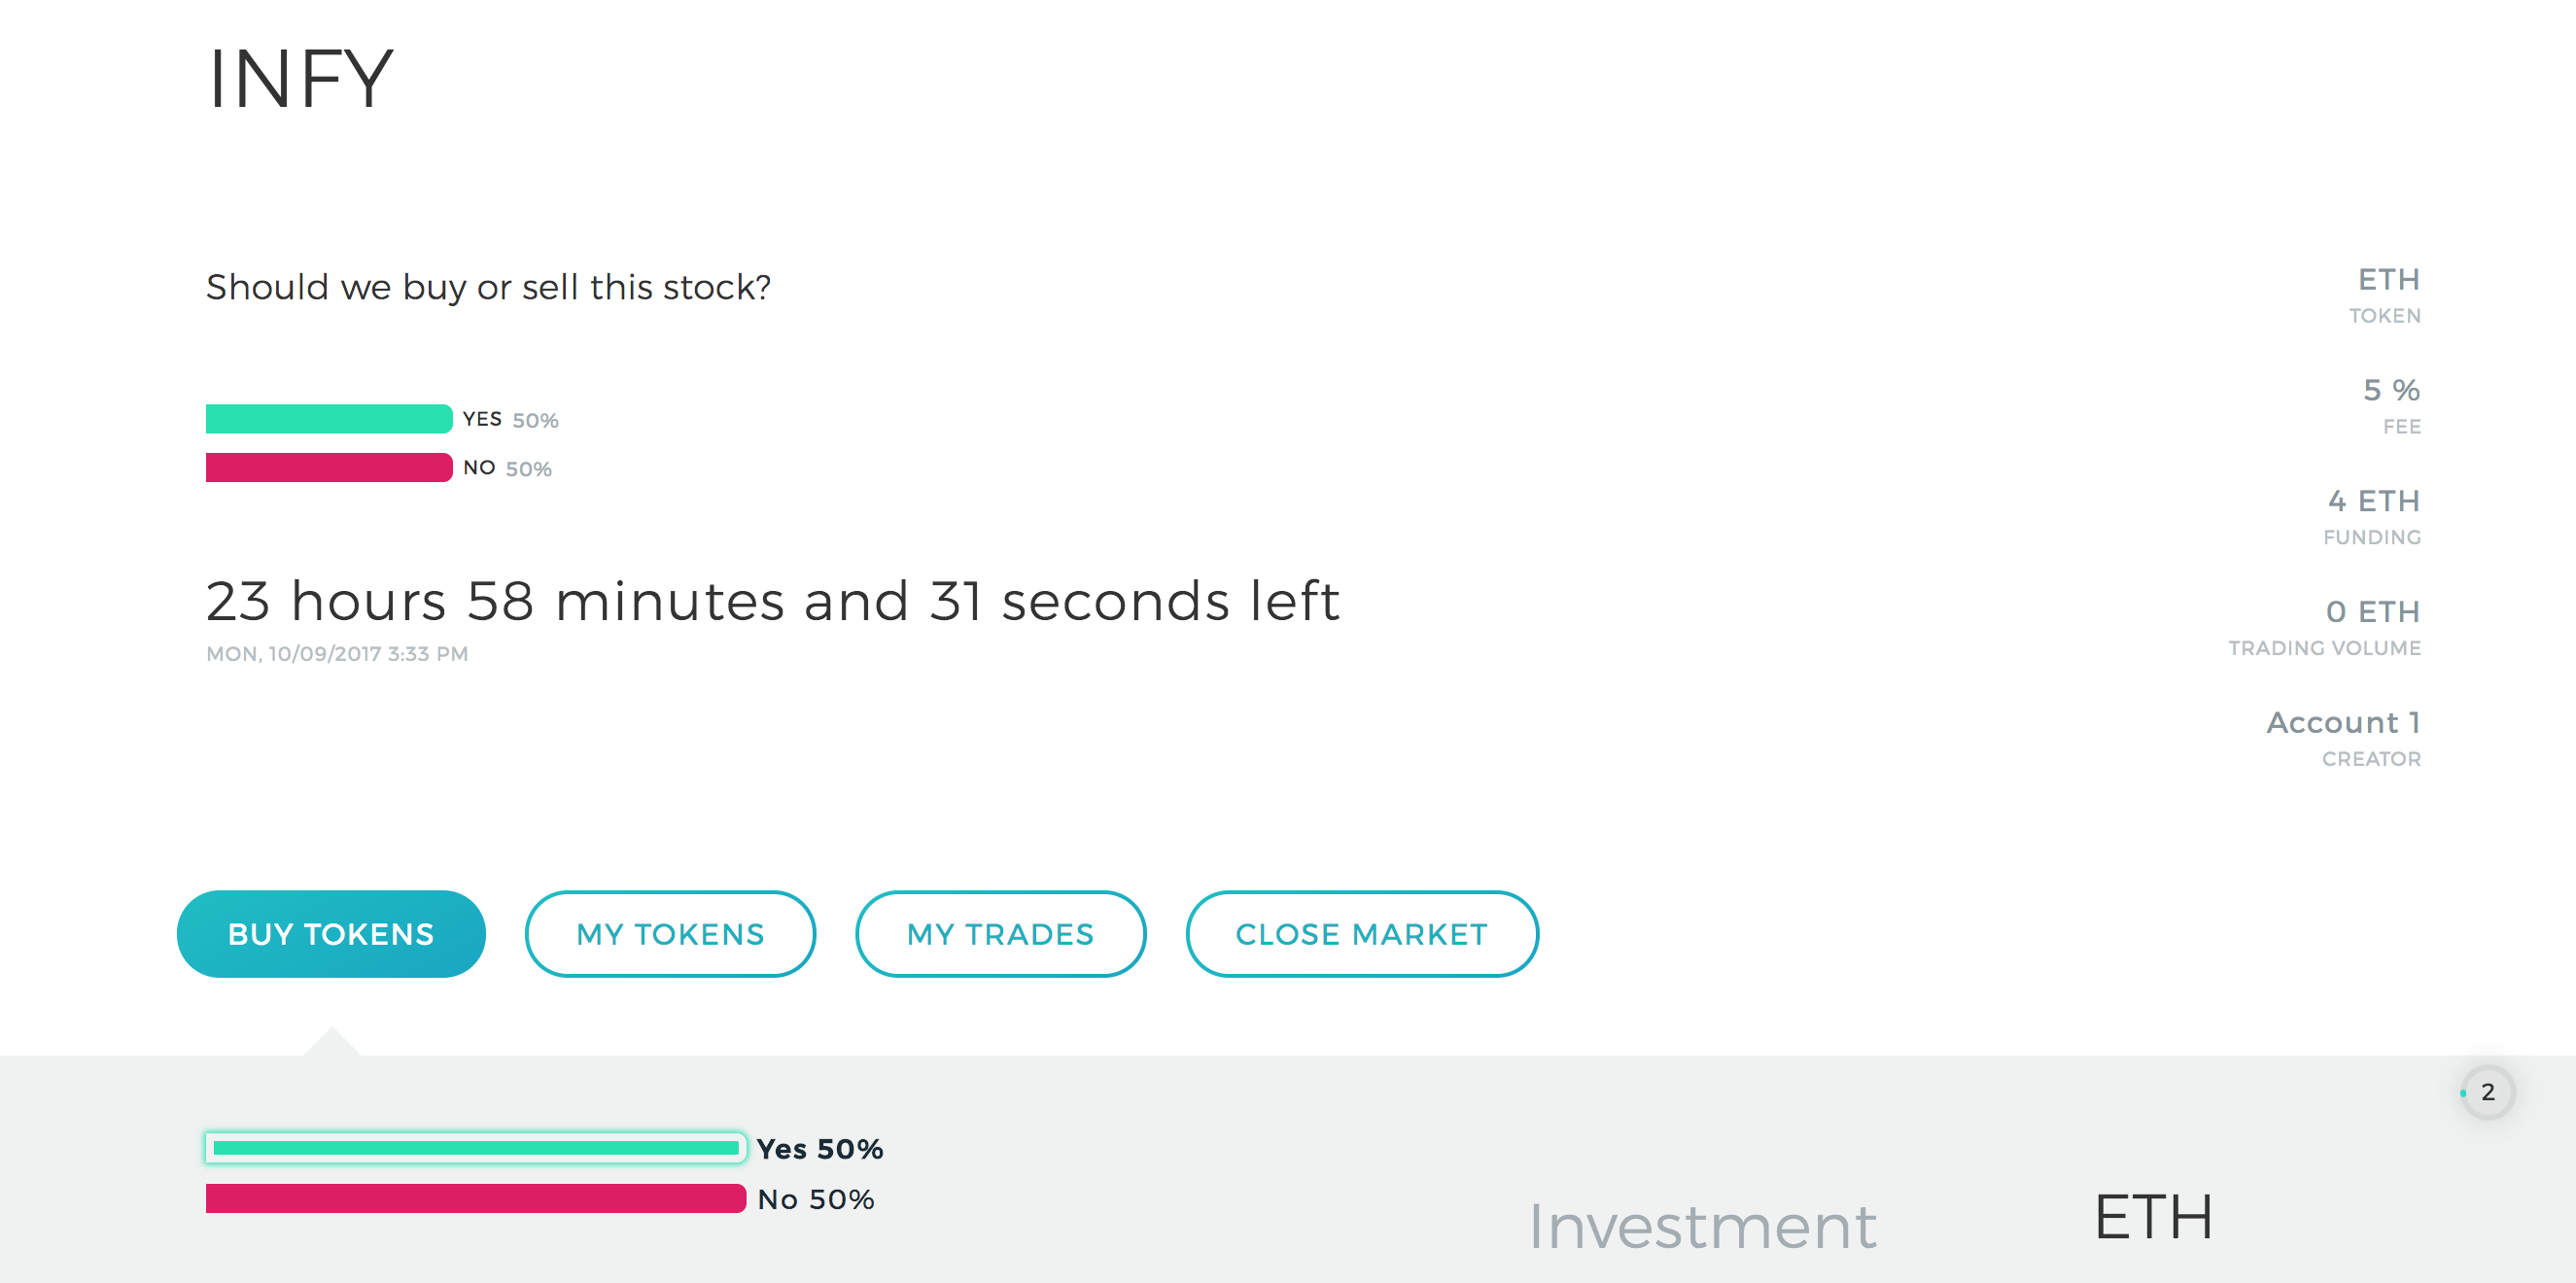 INFY
Should we buy or sell this stock?
YES 50%
NO 50%
23 hours 58 minutes and 31 seconds left
MON, 10/09/2017 3:33 PM
ETH
TOKEN
5 %
FEE
4 ETH
FUNDING
0 ETH
TRADING VOLUME
Account 1
CREATOR
BUY TOKENS
MY TOKENS
MY TRADES
CLOSE MARKET
2
Yes 50%
No 50%
Investment
ETH